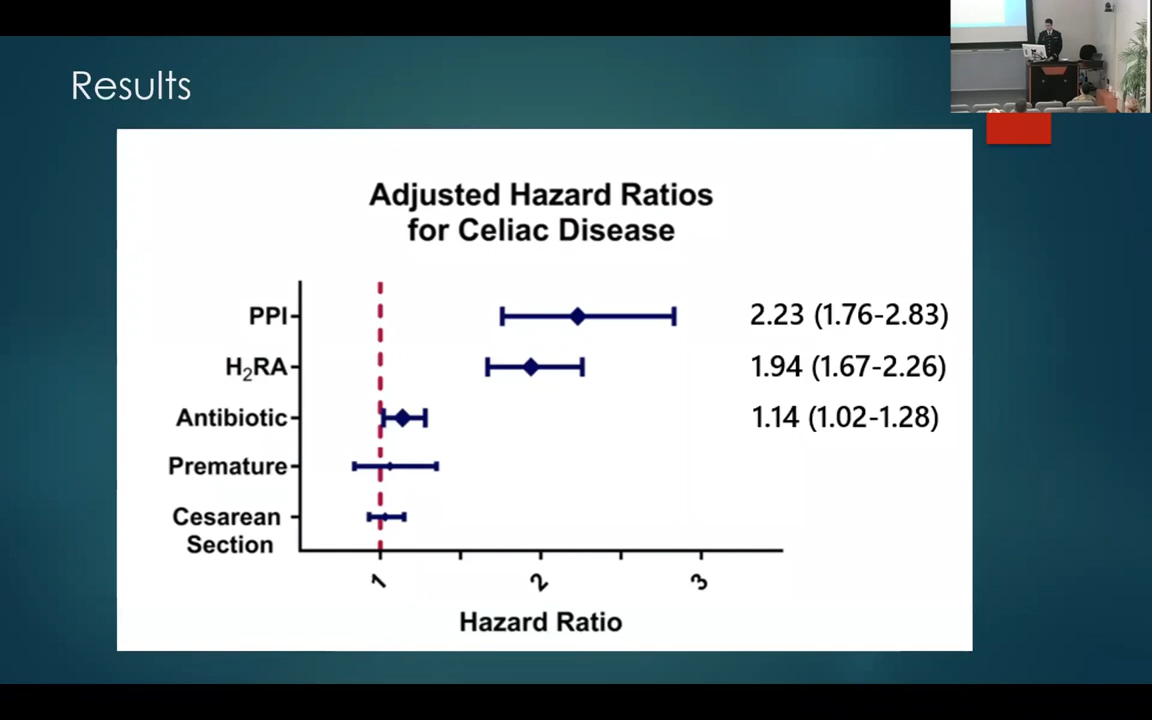 Results
Adjusted Hazard Ratios
for Celiac Disease
PPI 2.23 (1.76-2.83)
H₂RA 1.94 (1.67-2.26)
Antibiotic 1.14 (1.02-1.28)
Premature
Cesarean
Section
1 2 3
Hazard Ratio